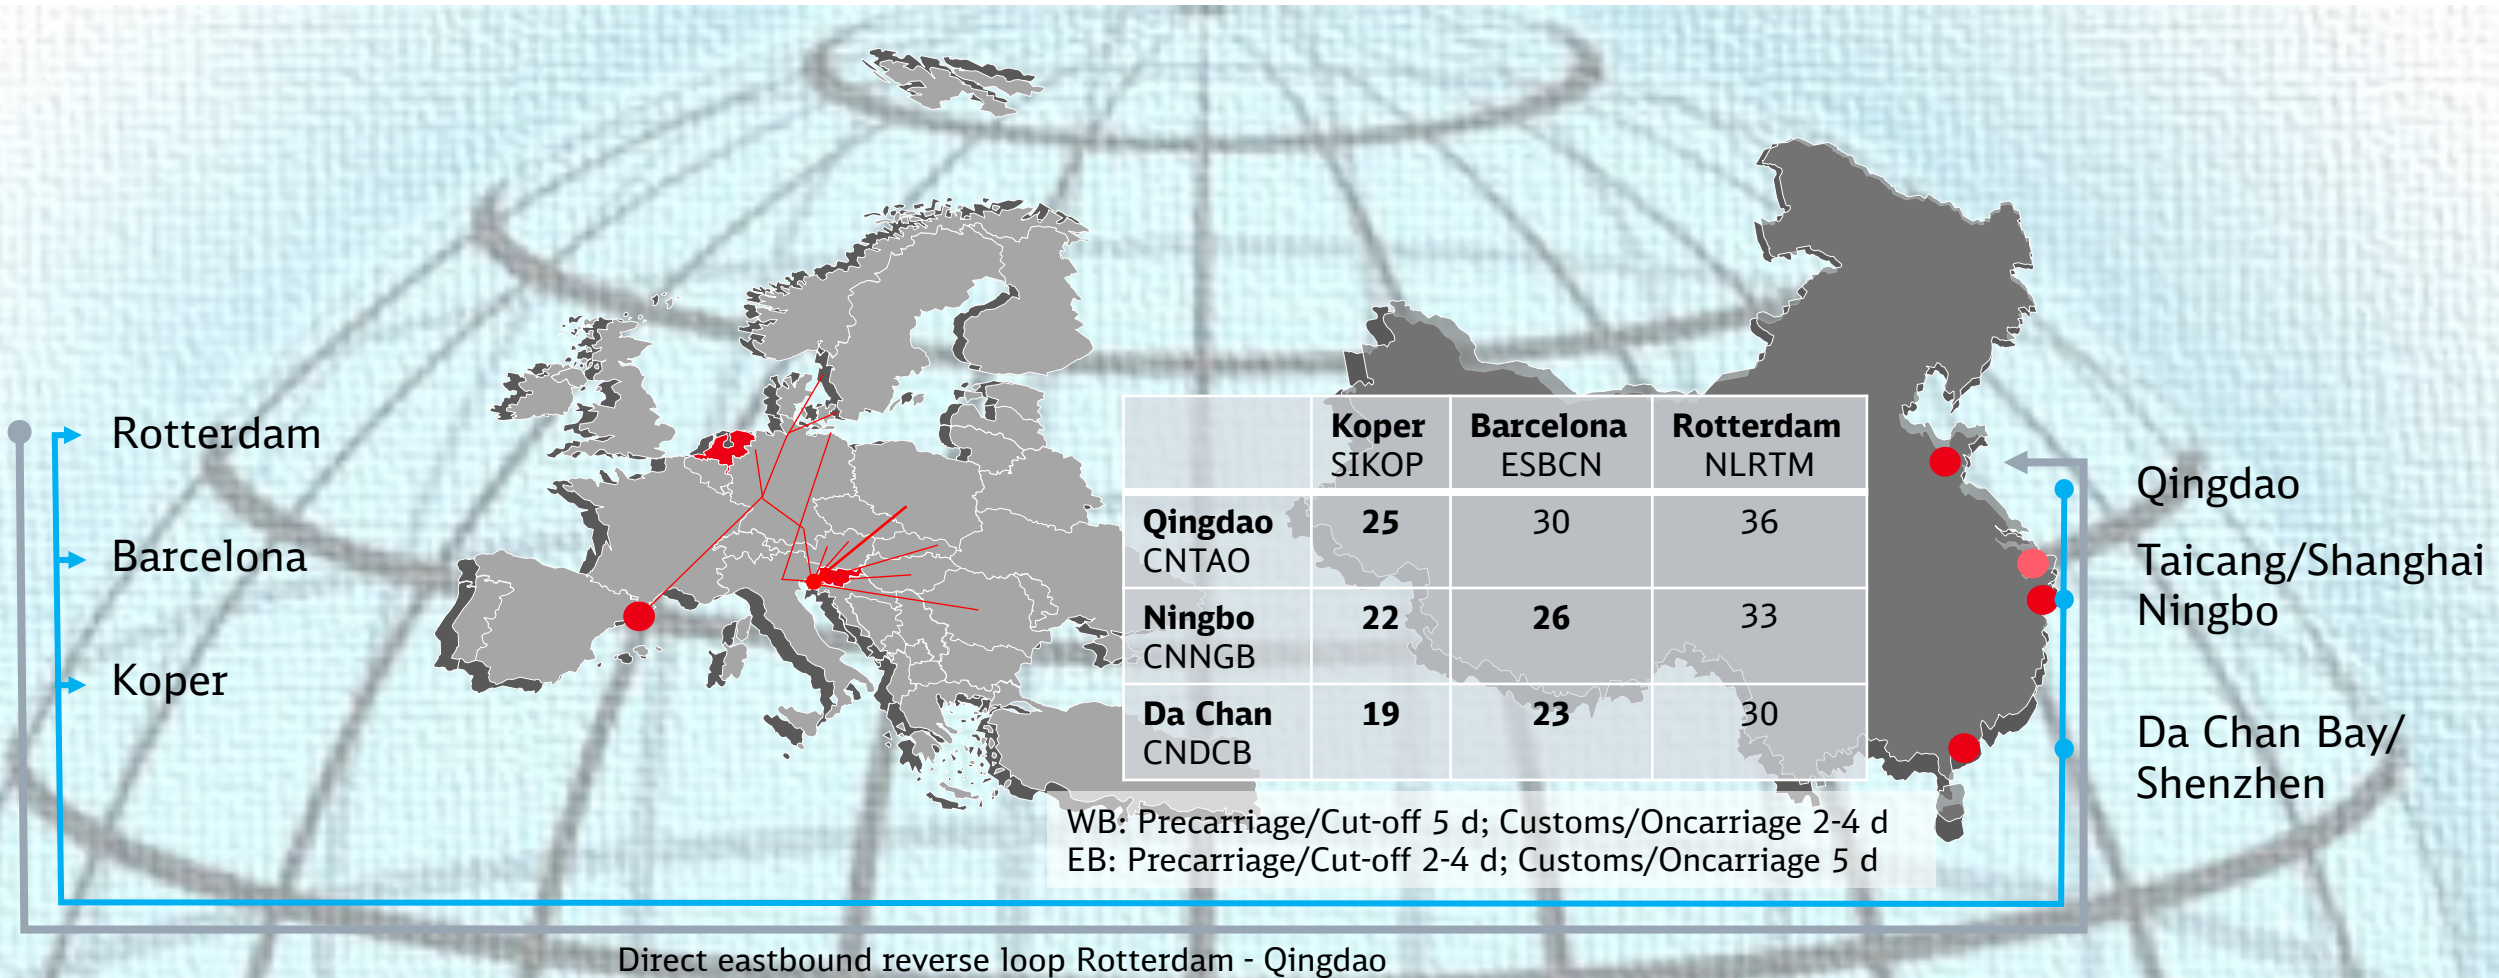 Rotterdam
Barcelona
Koper
Koper Barcelona Rotterdam
SIKOP ESBCN NLRTM
Qingdao 25 30 36
CNTAO
Ningbo 22 26 33
CNNGB
Da Chan 19 23 30
CNDCB
WB: Precarriage/Cut-off 5 d; Customs/Oncarriage 2-4 d
EB: Precarriage/Cut-off 2-4 d; Customs/Oncarriage 5 d
Qingdao
Taicang/Shanghai
Ningbo
Da Chan Bay/
Shenzhen
Direct eastbound reverse loop Rotterdam - Qingdao